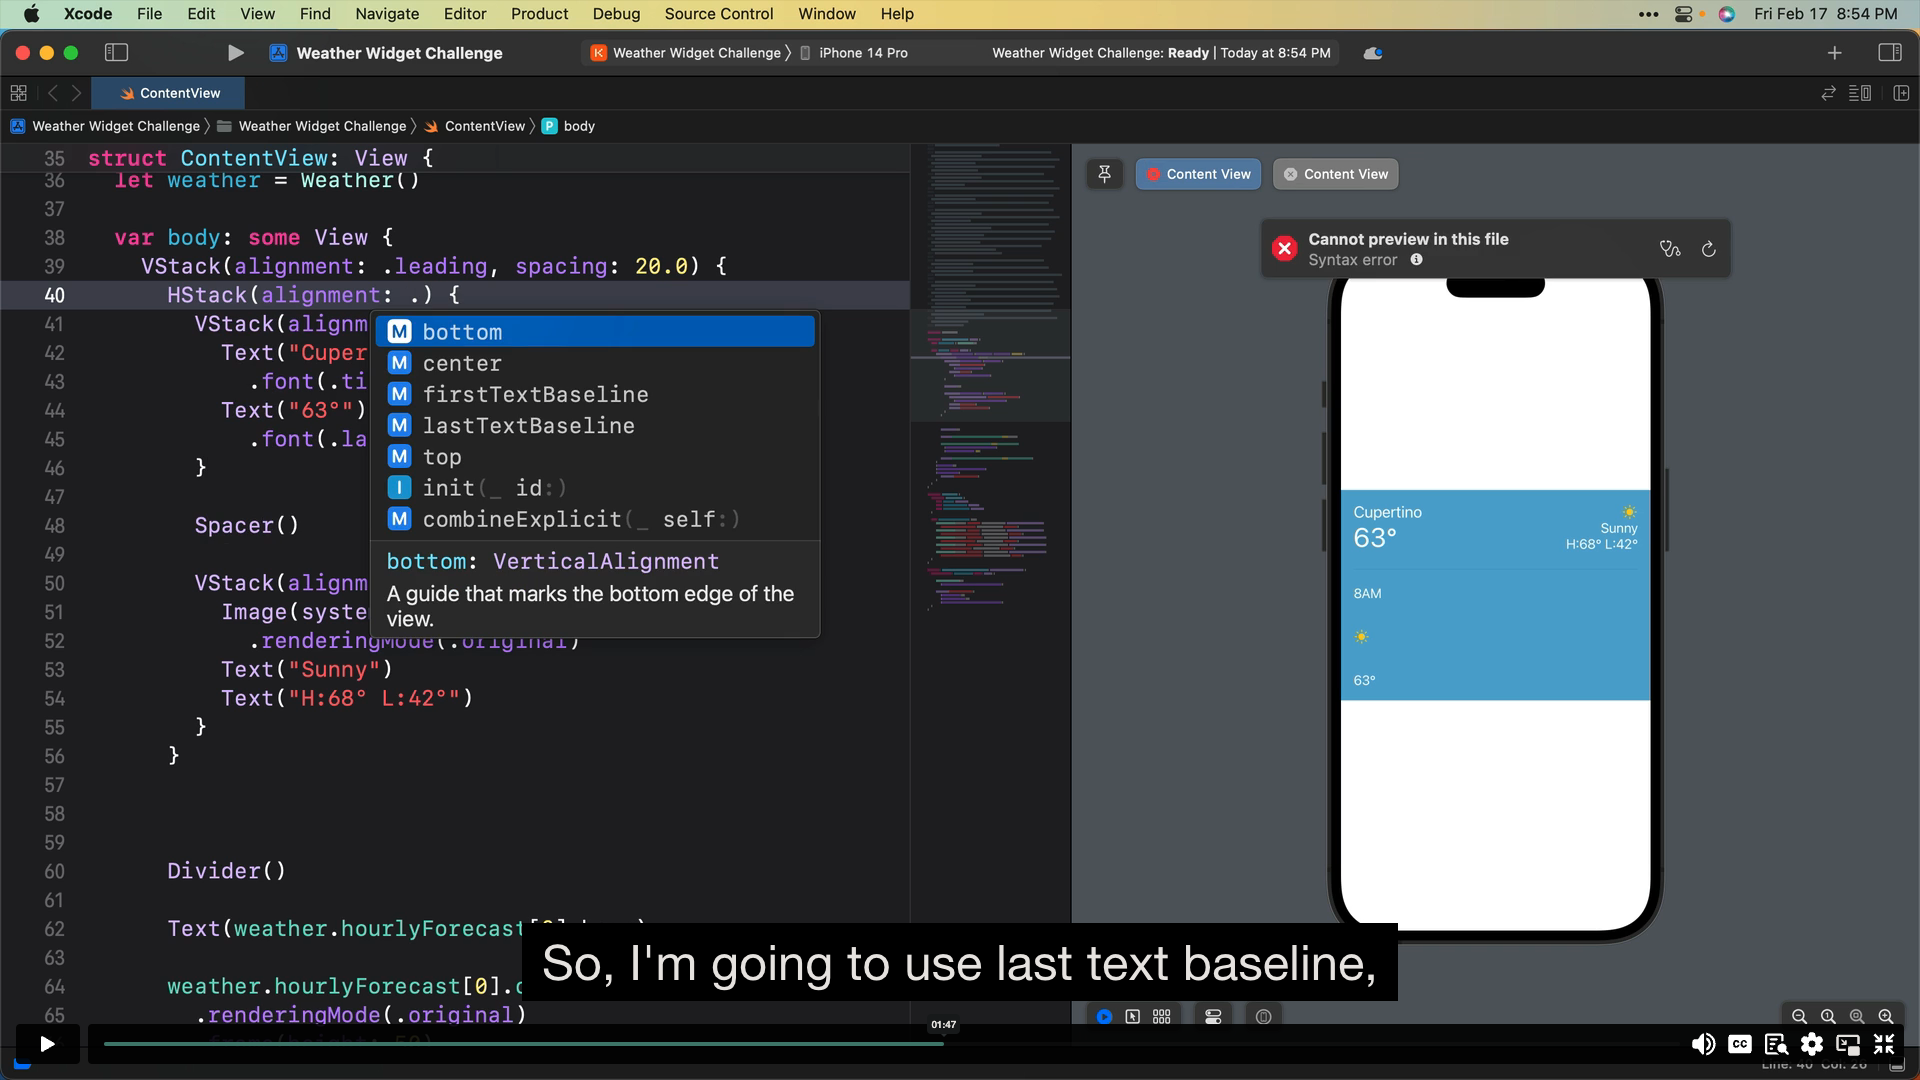 Xcode File Edit View Find Navigate Editor Product Debug Source Control Window Help
Fri Feb 17 8:54 PM
Weather Widget Challenge
Weather Widget Challenge 〉 iPhone 14 Pro
Weather Widget Challenge: Ready | Today at 8:54 PM
ContentView
Weather Widget Challenge 〉 Weather Widget Challenge 〉 ContentView 〉 P body
35 struct ContentView: View {
36 let weather = Weather()
37
38 var body: some View {
39 VStack(alignment: .leading, spacing: 20.0) {
40 HStack(alignment: .) {
41 VStack(alignm
42 Text("Cuper
43 .font(.ti
44 Text("63°")
45 .font(.la
46 }
47
48 Spacer()
49
50 VStack(alignm
51 Image(syste
52 .renderingMode(.original)
53 Text("Sunny")
54 Text("H:68° L:42°")
55 }
56 }
57
58
59
60 Divider()
61
62 Text(weather.hourlyForecast
63
64 weather.hourlyForecast[0].
65 .renderingMode(.original)
M bottom
M center
M firstTextBaseline
M lastTextBaseline
M top
I init(_ id:)
M combineExplicit(_ self:)
bottom: VerticalAlignment
A guide that marks the bottom edge of the
view.
Content View
Content View
Cannot preview in this file
Syntax error
Cupertino
63°
Sunny
H:68° L:42°
8AM
63°
So, I'm going to use last text baseline,
01:47
CC